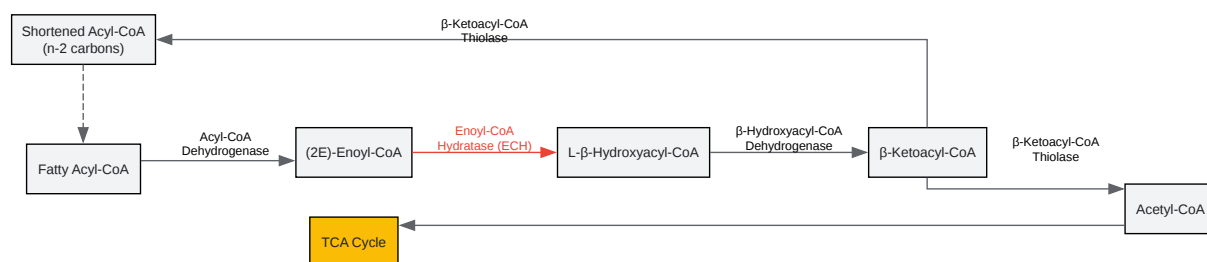 β-Ketoacyl-CoA
Thiolase
Shortened Acyl-CoA
(n-2 carbons)
Acyl-CoA
Dehydrogenase
Enoyl-CoA
Hydratase (ECH)
β-Hydroxyacyl-CoA
Dehydrogenase
β-Ketoacyl-CoA
Thiolase
Fatty Acyl-CoA
(2E)-Enoyl-CoA
L-β-Hydroxyacyl-CoA
β-Ketoacyl-CoA
Acetyl-CoA
TCA Cycle